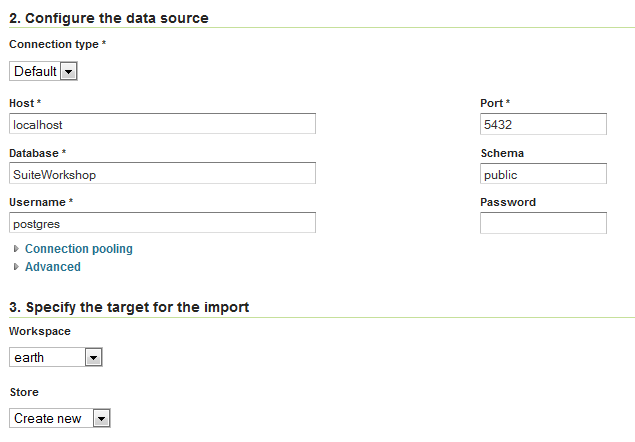 2. Configure the data source
Connection type *
Default
Host *
Port *
localhost
5432
Database *
Schema
SuiteWorkshop
public
Username *
Password
postgres
Connection pooling
Advanced
3. Specify the target for the import
Workspace
earth
Store
Create new